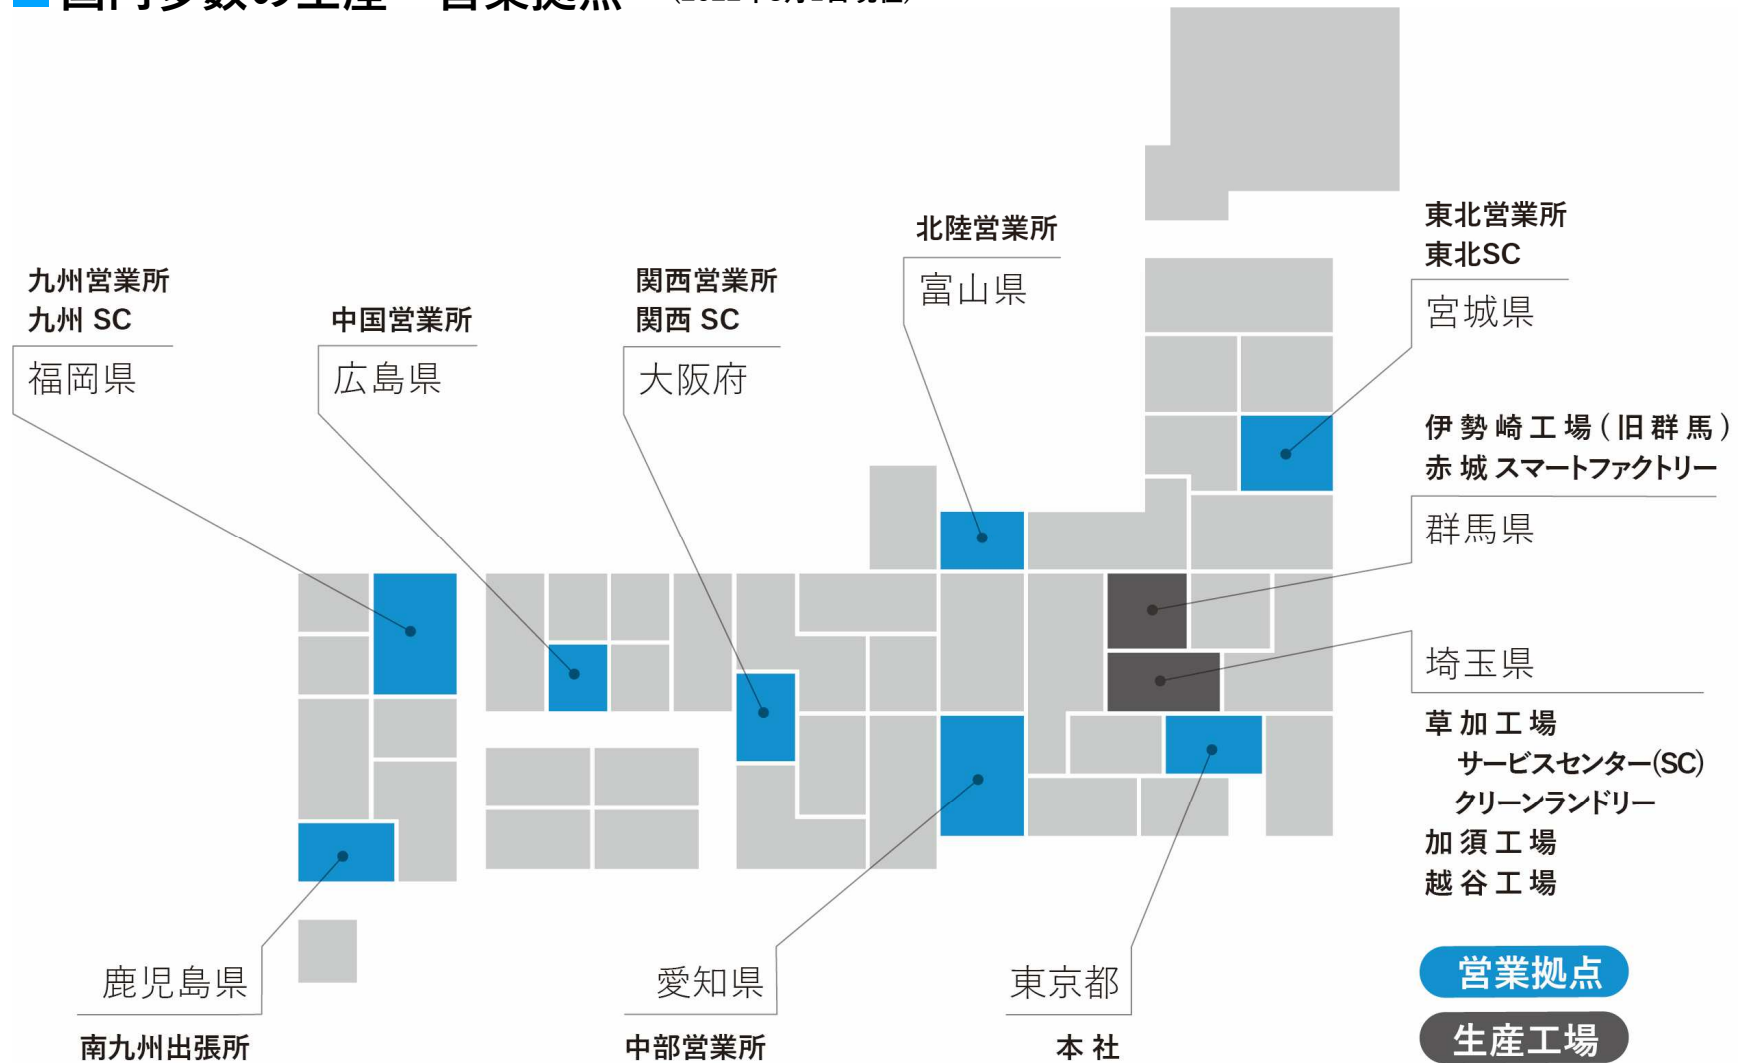 九州営業所
九州 SC
福岡県
中国営業所
広島県
関西営業所
関西 SC
大阪府
北陸営業所
富山県
東北営業所
東北SC
宮城県
伊勢崎工場(旧群馬)
赤城スマートファクトリー
群馬県
埼玉県
草加工場
サービスセンター(SC)
クリーンランドリー
加須工場
越谷工場
鹿児島県
南九州出張所
愛知県
中部営業所
東京都
本社
営業拠点
生産工場